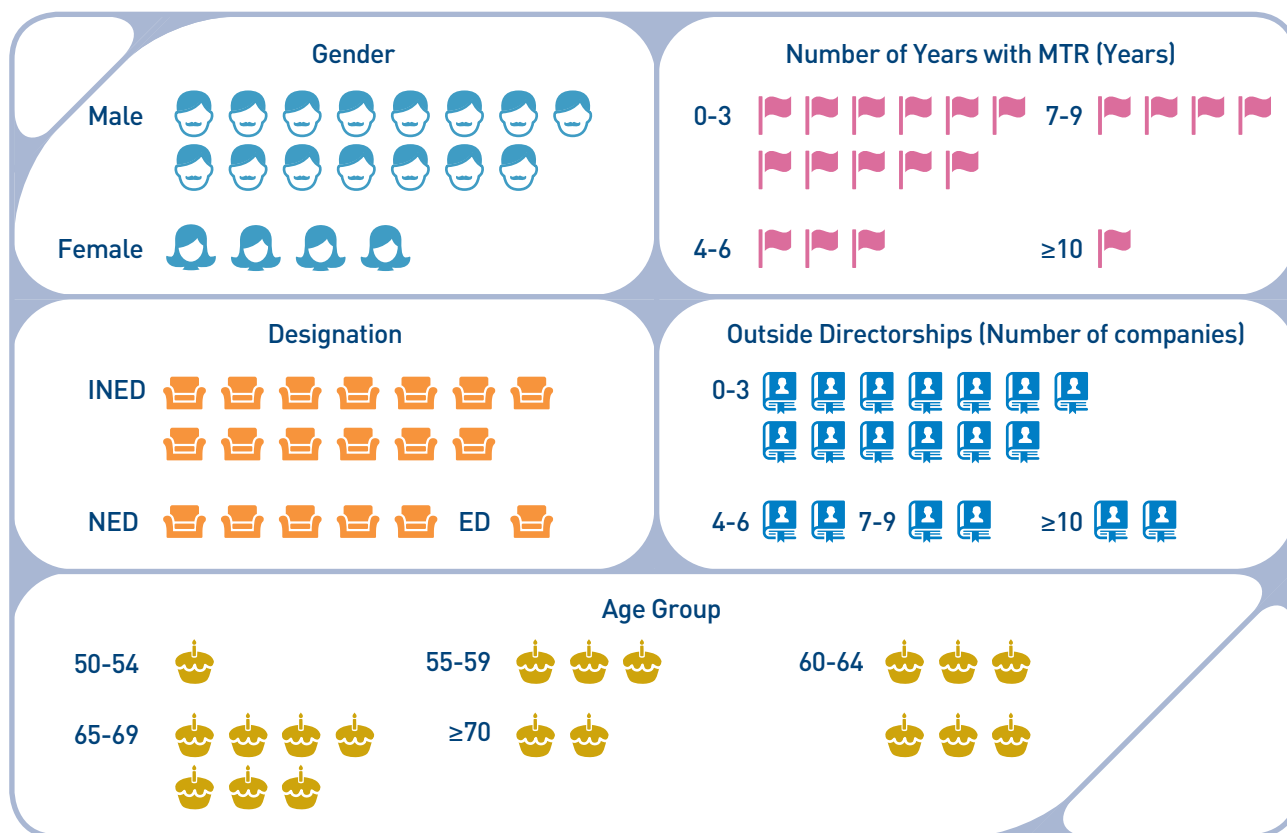 Gender
Male
Female
Number of Years with MTR (Years)
0-3
7-9
4-6
≥10
Designation
INED
NED
ED
Outside Directorships (Number of companies)
0-3
4-6
7-9
≥10
Age Group
50-54
55-59
60-64
65-69
≥70